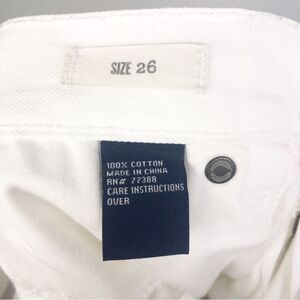 SIZE 26
100% COTTON
MADE IN CHINA
RN# 77388
CARE INSTRUCTIONS
OVER